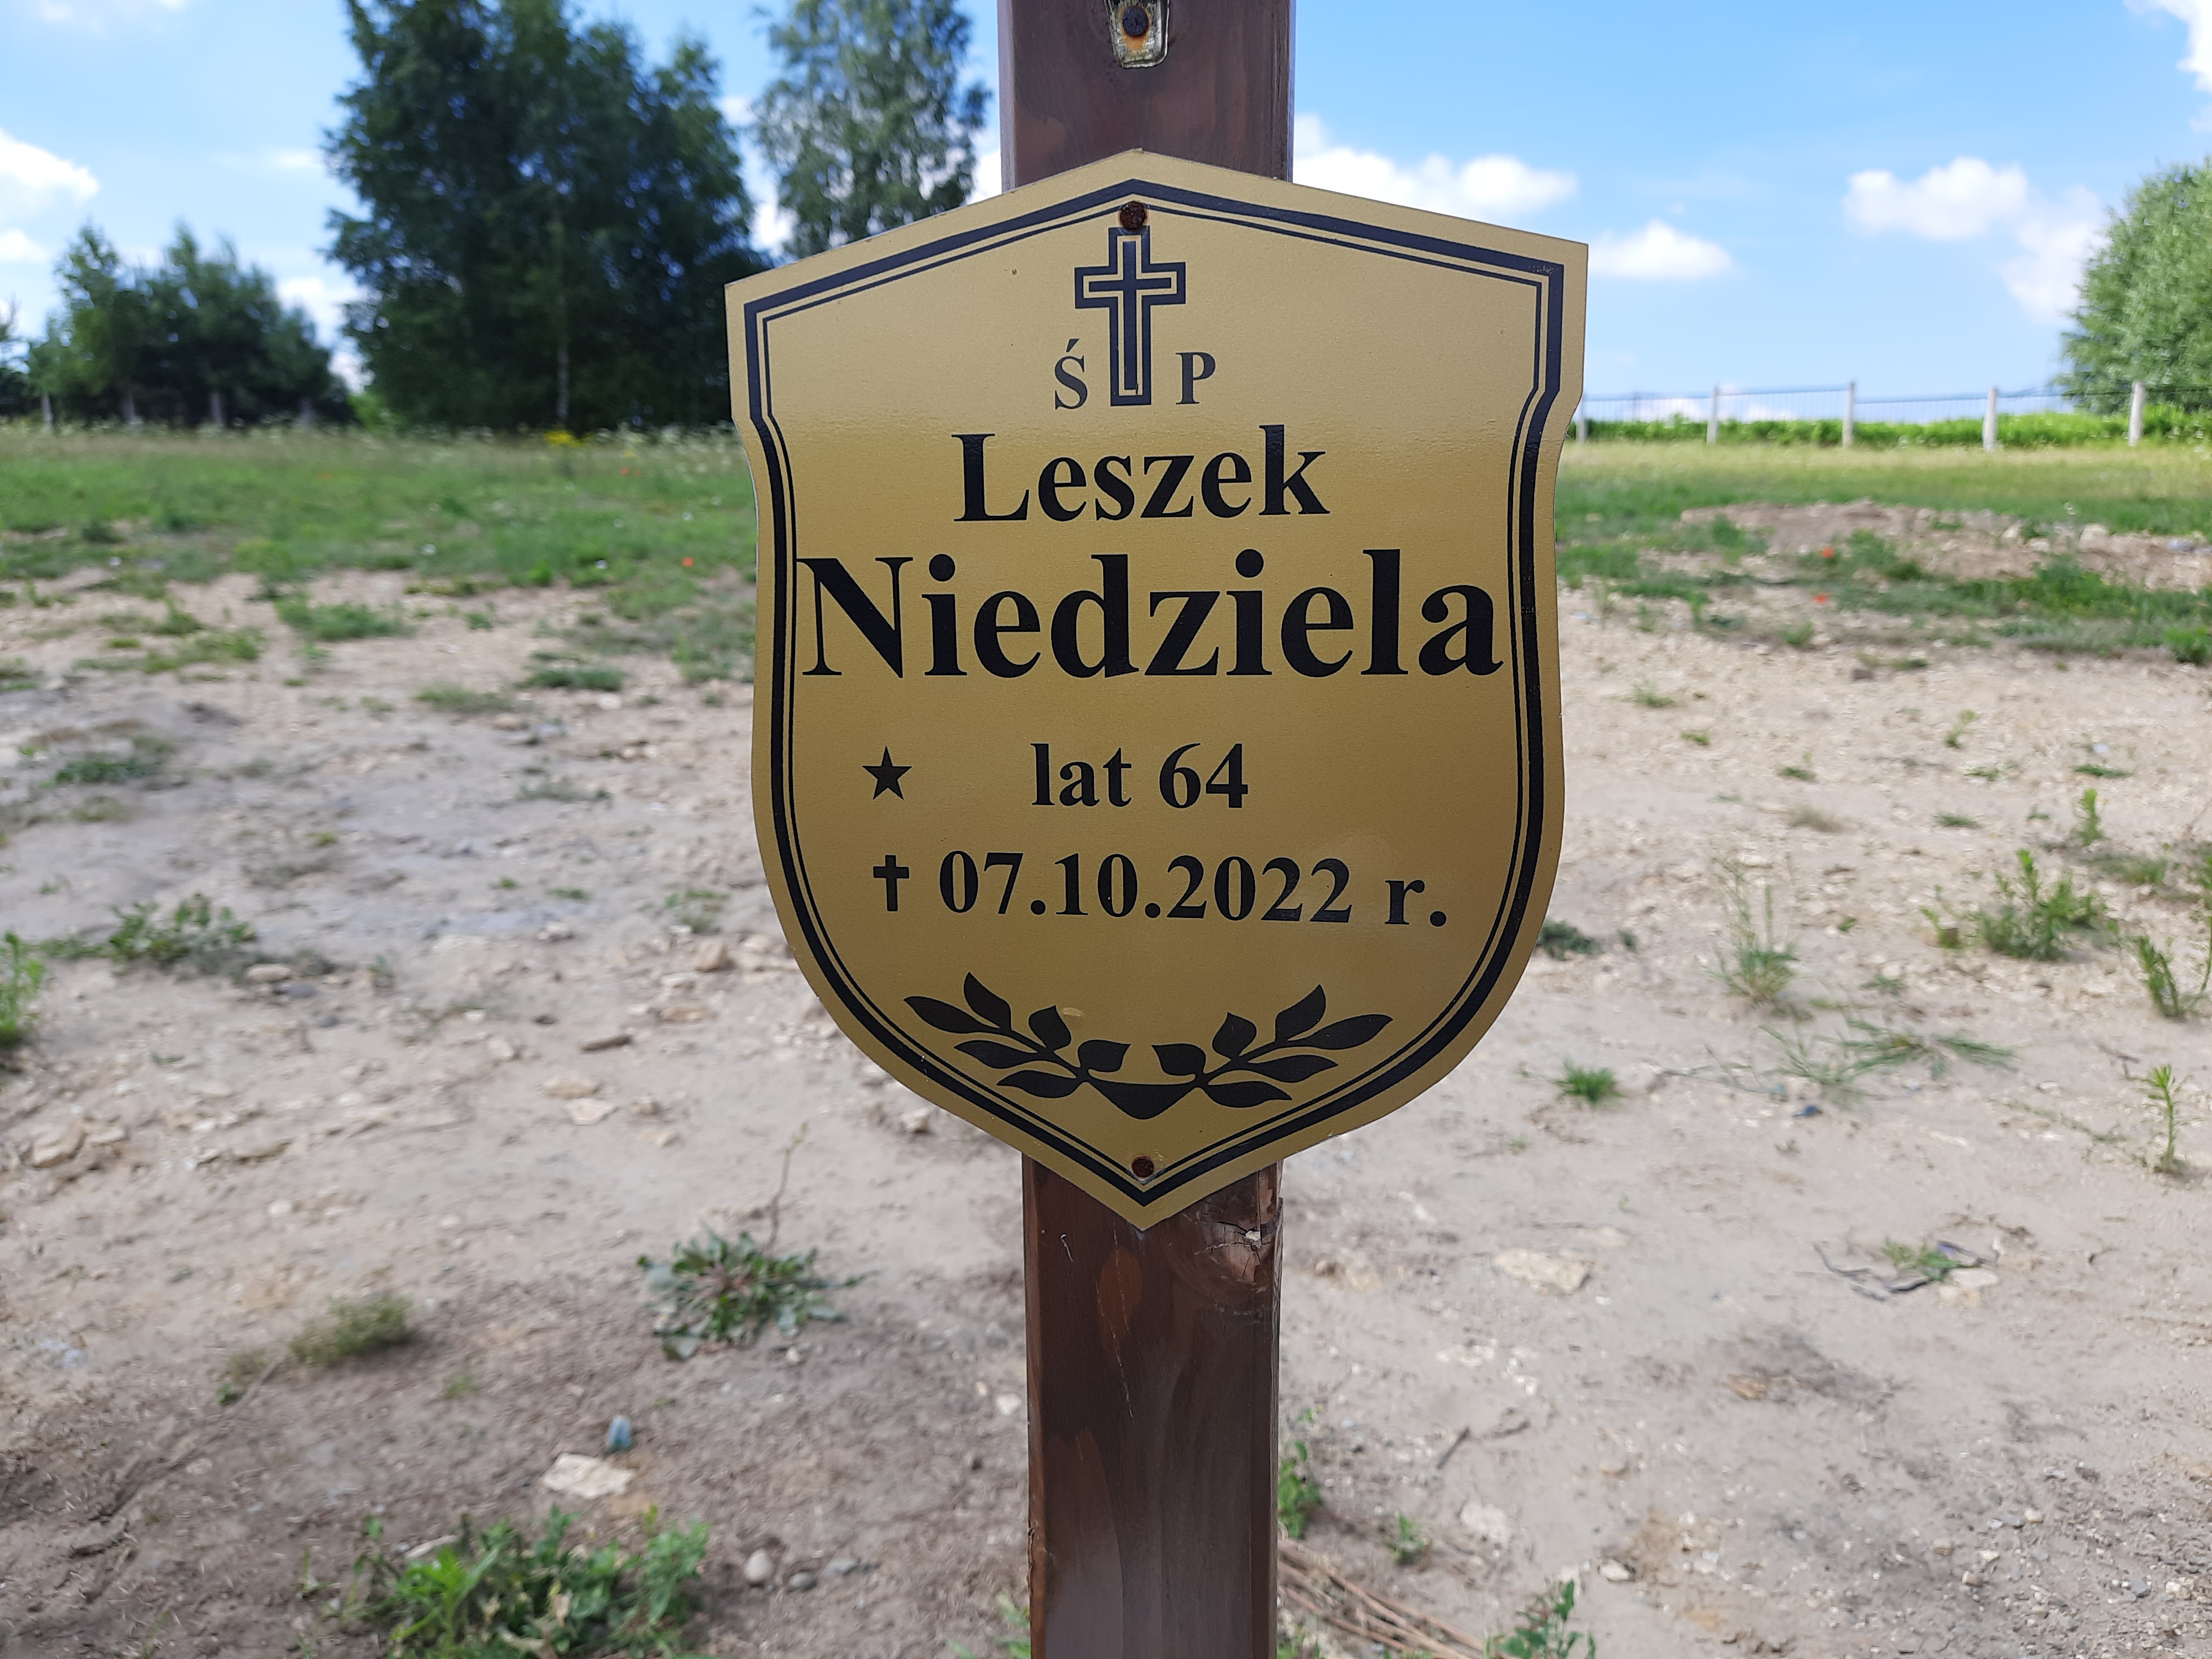 Ś P
Leszek
Niedziela
★ lat 64
✝ 07.10.2022 r.